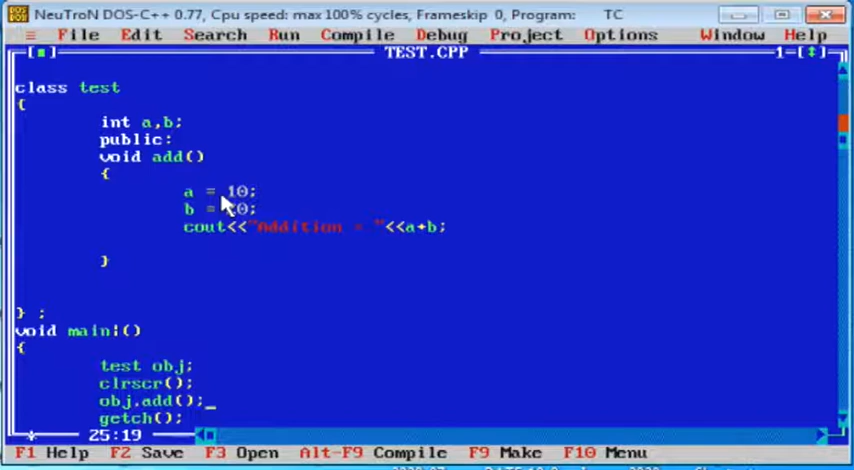 NeuTroN DOS-C++ 0.77, Cpu speed: max 100% cycles, Frameskip 0, Program: TC
≡ File Edit Search Run Compile Debug Project Options Window Help
[■] TEST.CPP 1=[↕]
class test
{
int a,b;
public:
void add()
{
a = 10;
b = 0;
cout<<"Addition = "<<a+b;
}
} ;
void main()
{
test obj;
clrscr();
obj.add();
getch();
* 25:19
F1 Help F2 Save F3 Open Alt-F9 Compile F9 Make F10 Menu